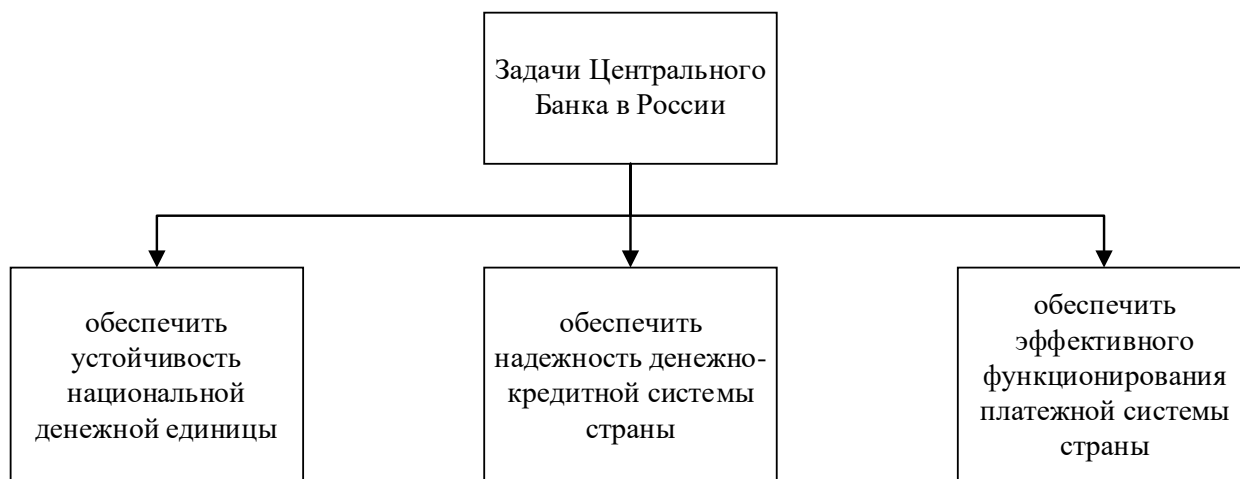 Задачи Центрального
Банка в России
обеспечить
устойчивость
национальной
денежной единицы
обеспечить
надежность денежно-
кредитной системы
страны
обеспечить
эффективного
функционирования
платежной системы
страны